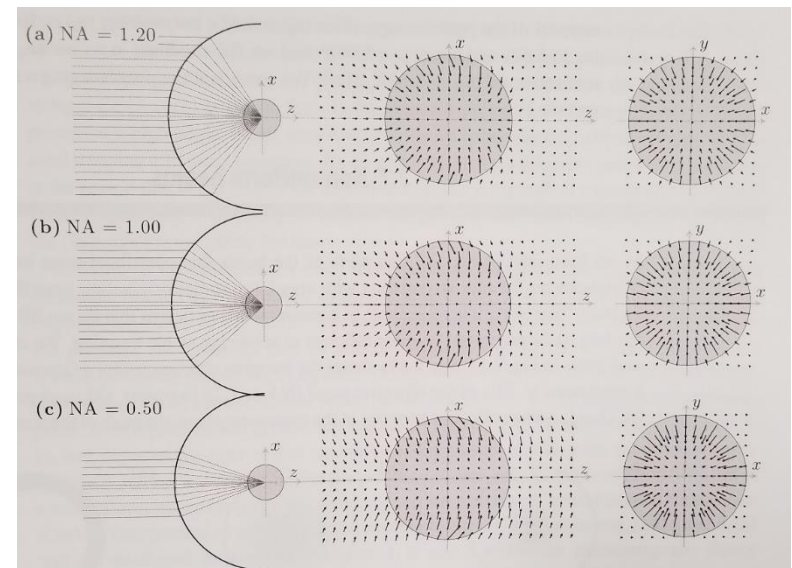 (a) NA = 1.20
x
z
x
z
y
x
(b) NA = 1.00
x
z
x
z
y
x
(c) NA = 0.50
x
z
x
z
y
x